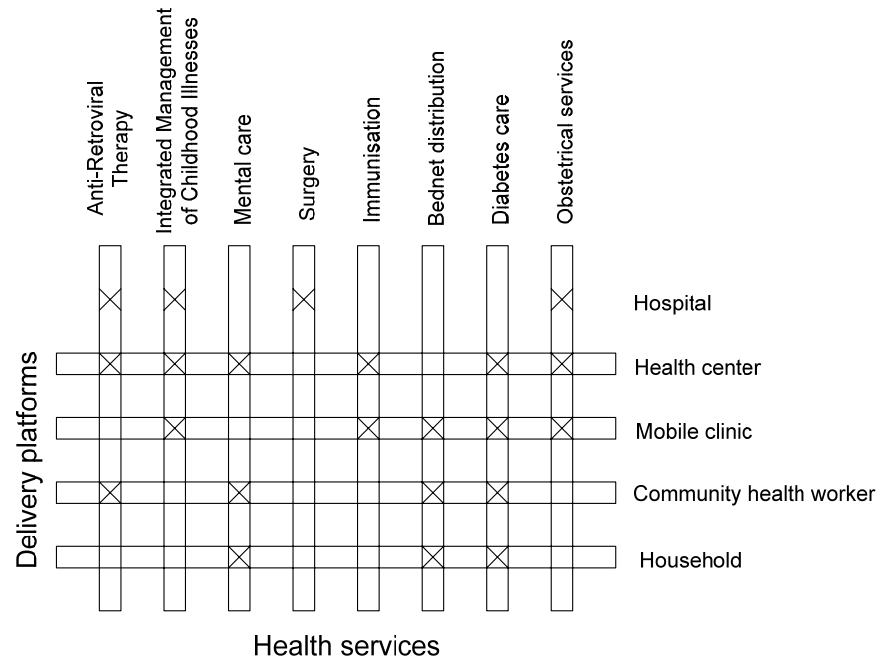 Anti-Retroviral
Therapy
Integrated Management
of Childhood Illnesses
Mental care
Surgery
Immunisation
Bednet distribution
Diabetes care
Obstetrical services
Hospital
Health center
Mobile clinic
Community health worker
Household
Delivery platforms
Health services